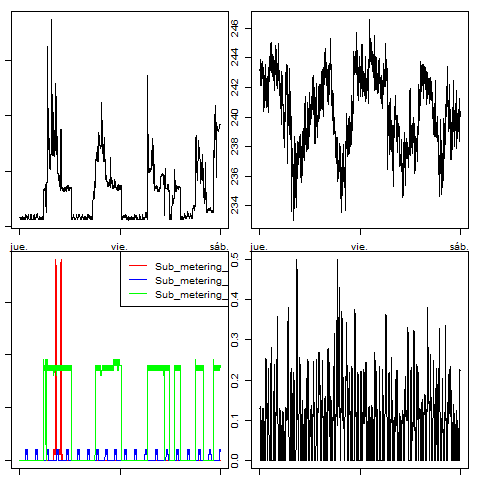 246
244
242
240
238
236
234
jue.
vie.
sáb.
jue.
vie.
sáb.
Sub_metering_
Sub_metering_
Sub_metering_
0.5
0.4
0.3
0.2
0.1
0.0